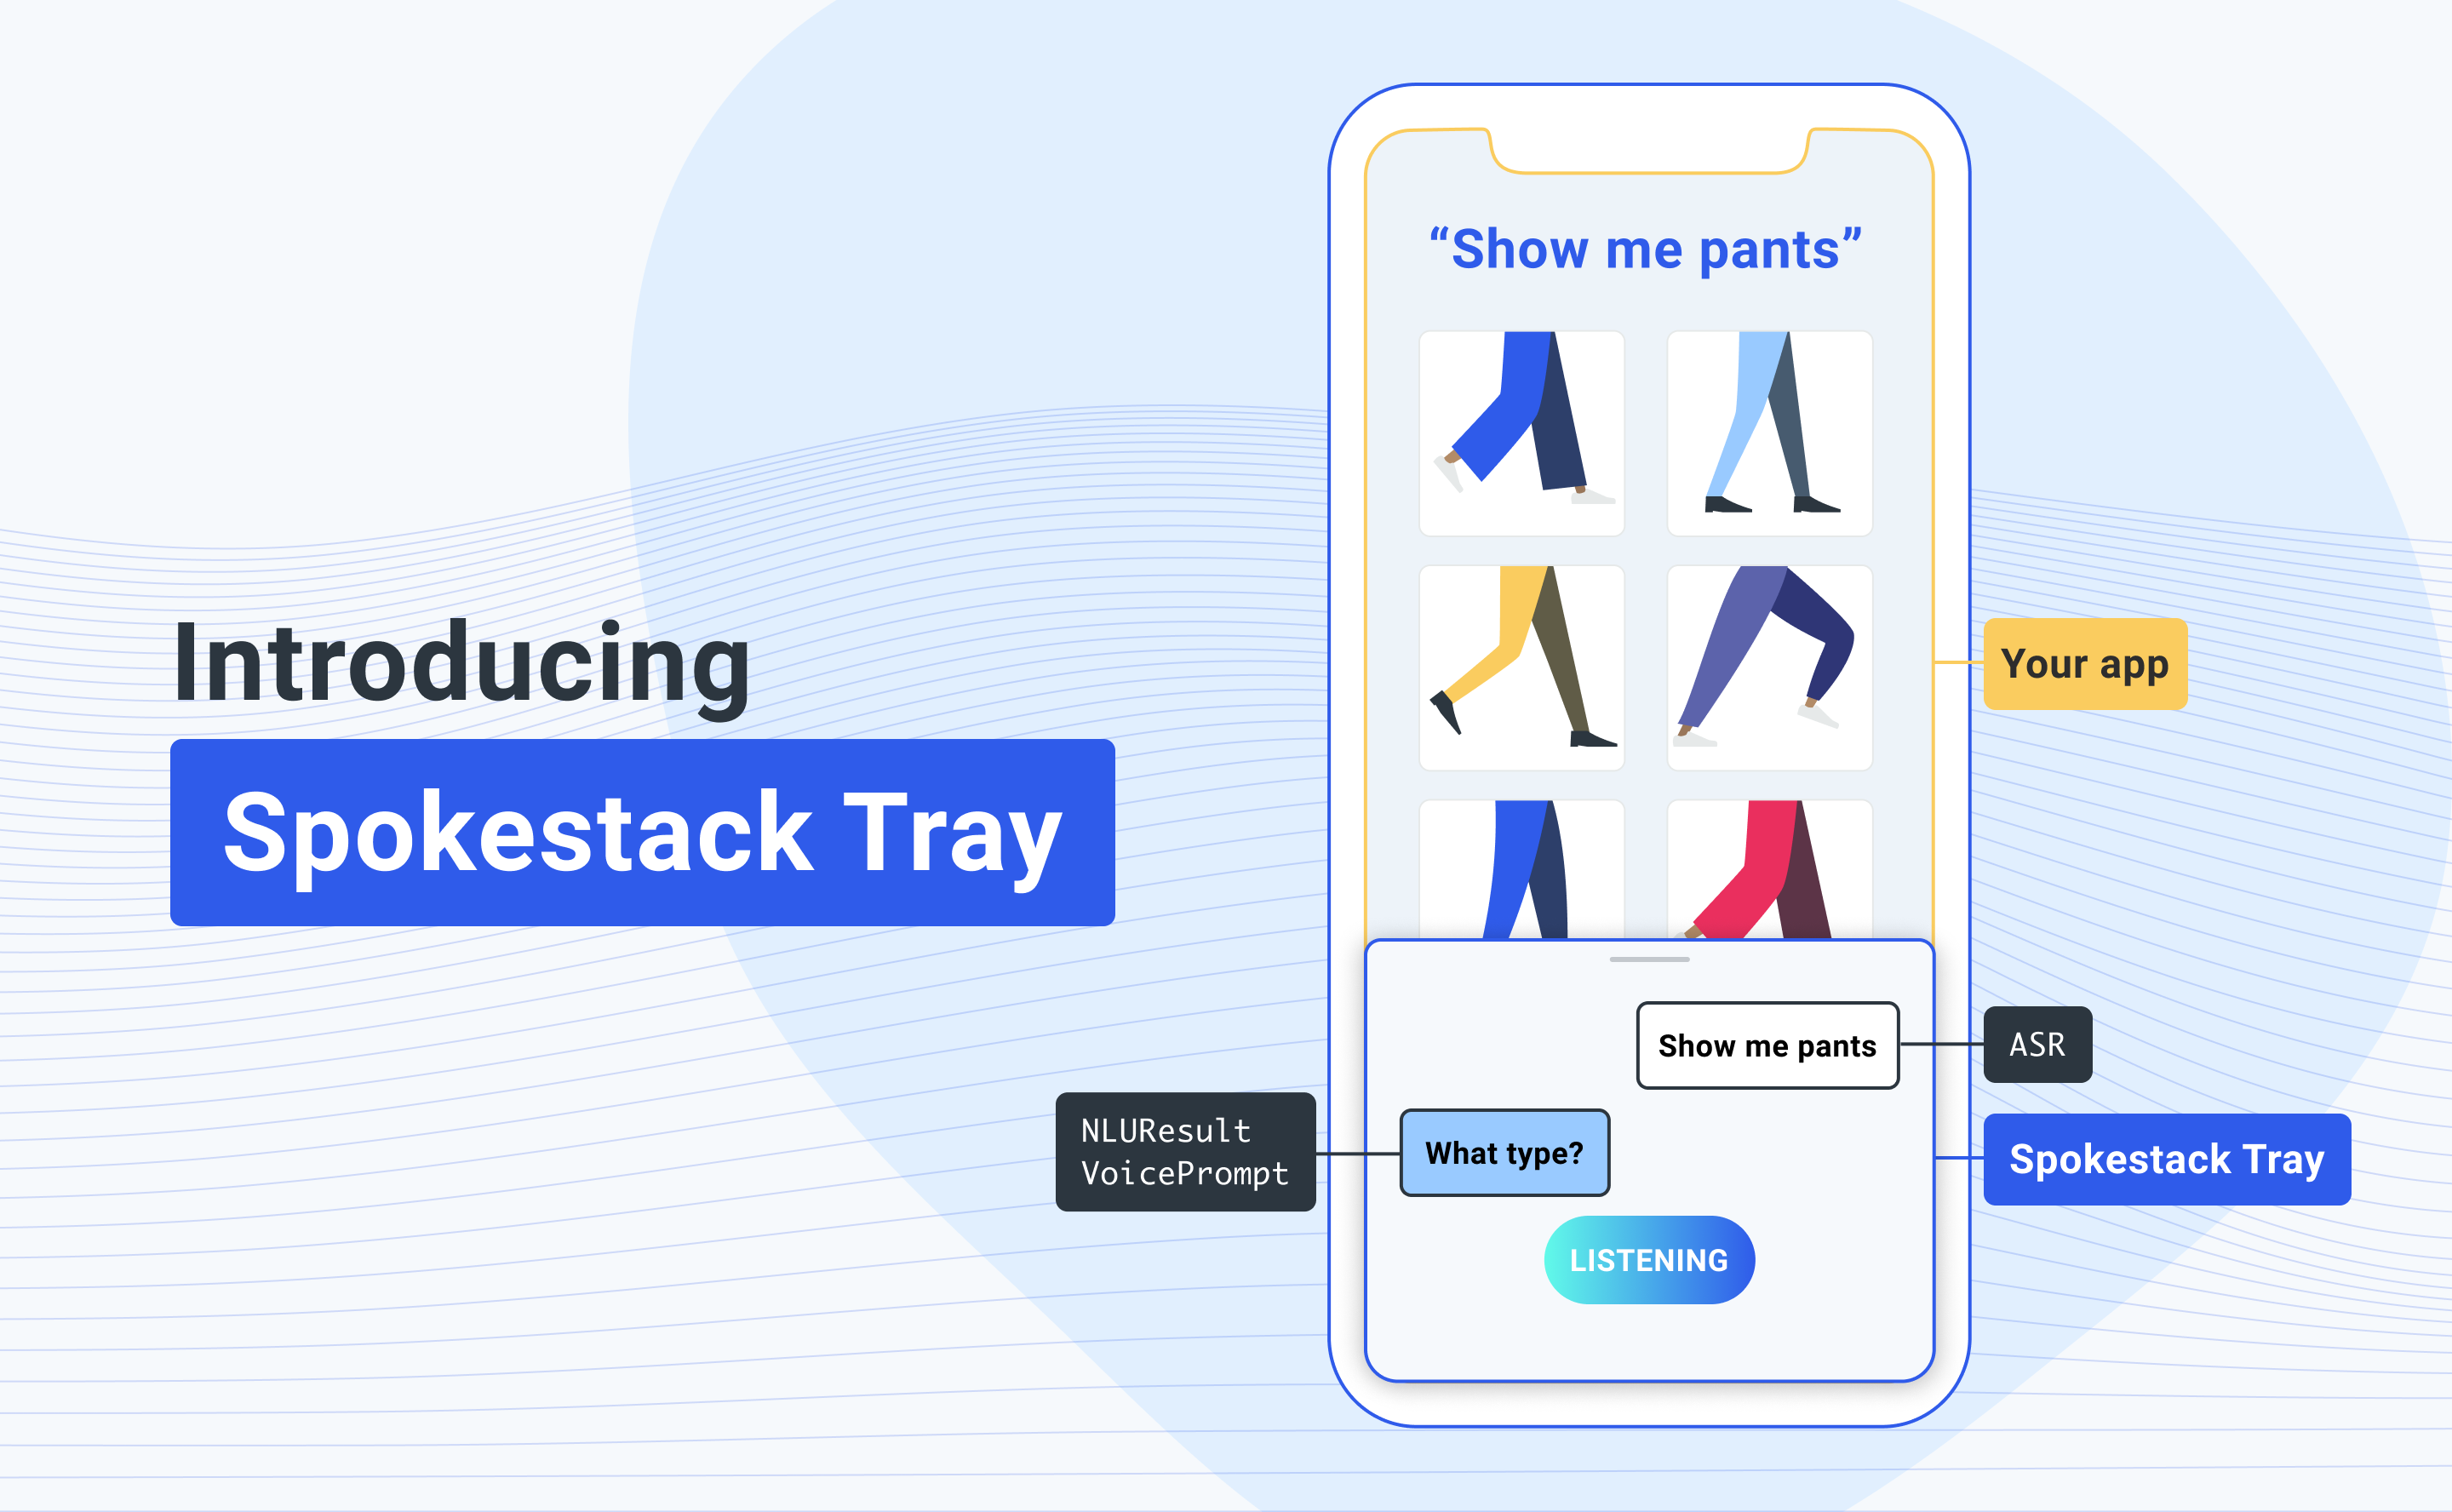 Introducing
Spokestack Tray
“Show me pants”
Your app
Show me pants
ASR
NLUResult
VoicePrompt
What type?
Spokestack Tray
LISTENING